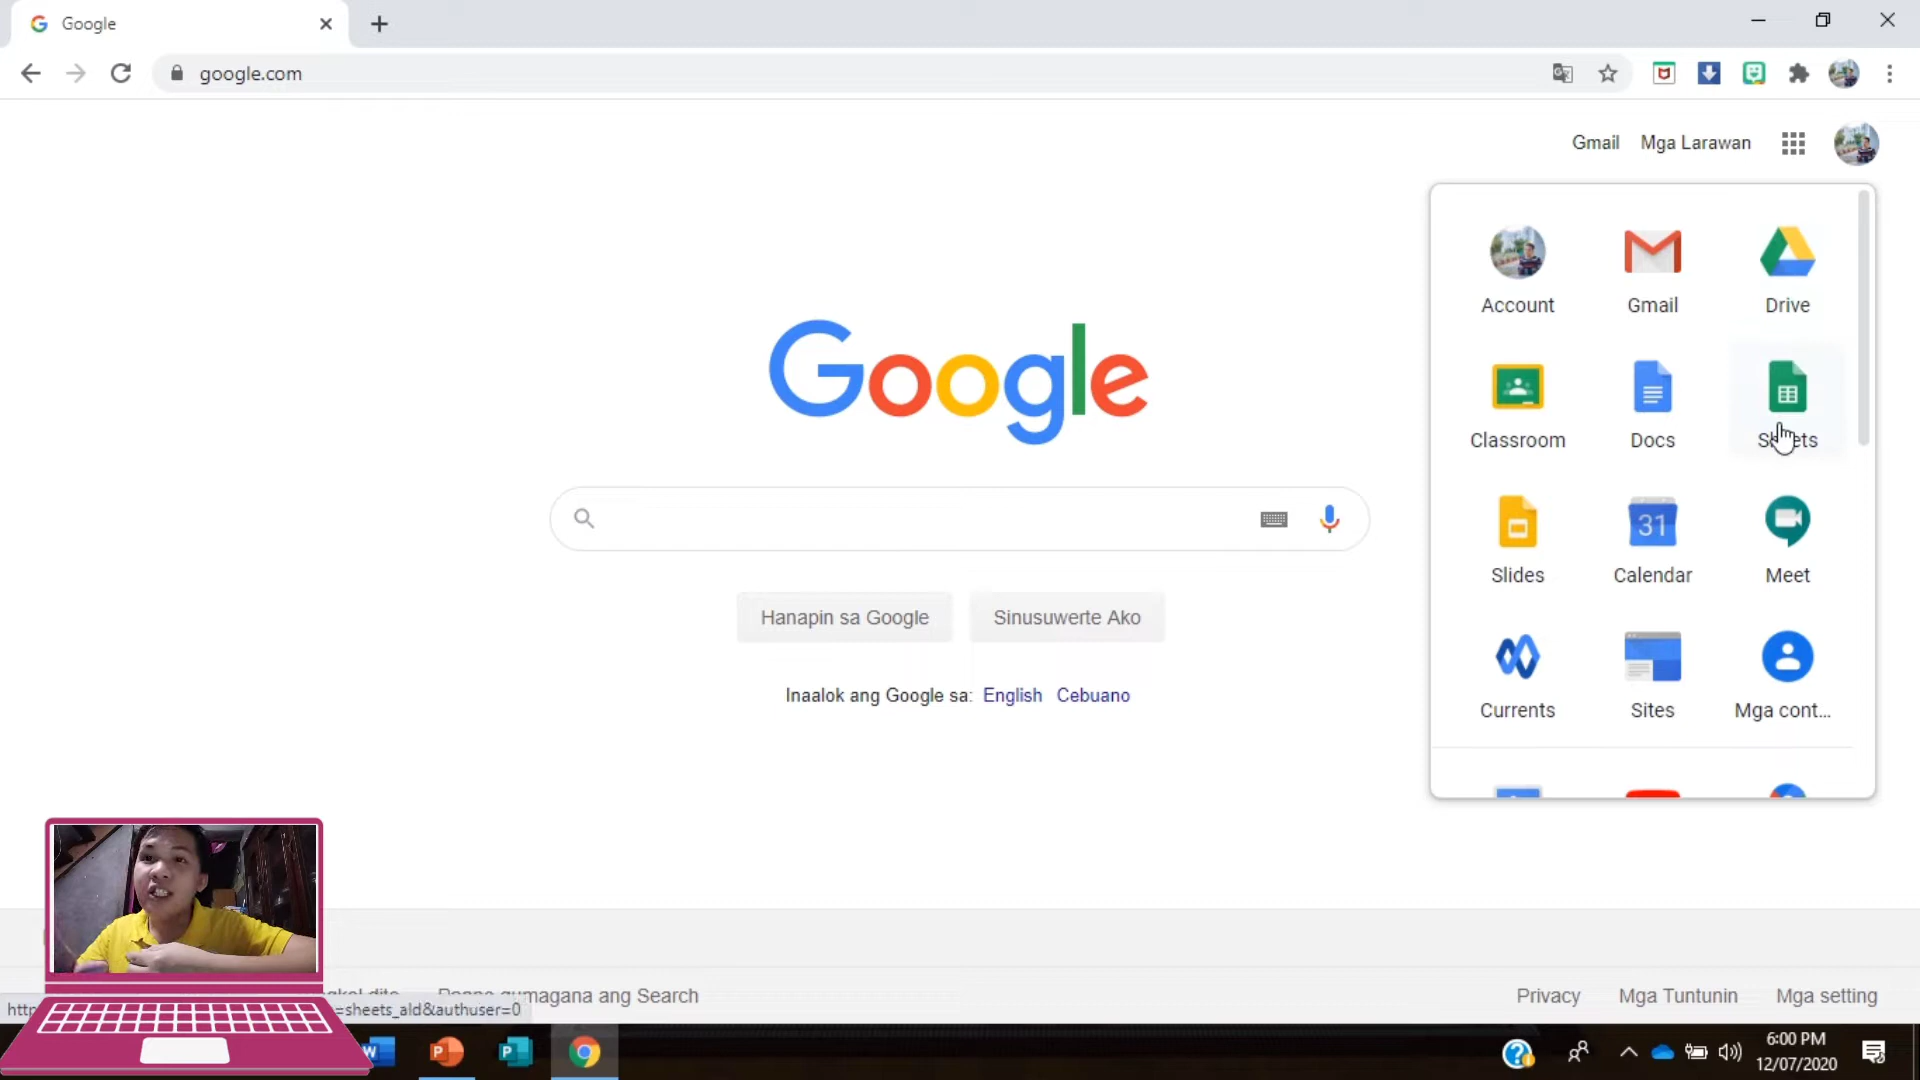 Google
google.com
Gmail Mga Larawan
Account Gmail Drive
Classroom Docs
Slides Calendar Meet
31
Currents Sites Mga cont...
Google
Hanapin sa Google Sinusuwerte Ako
Inaalok ang Google sa: English Cebuano
gumagana ang Search
Privacy Mga Tuntunin Mga setting
=sheets_ald&authuser=0
6:00 PM
12/07/2020